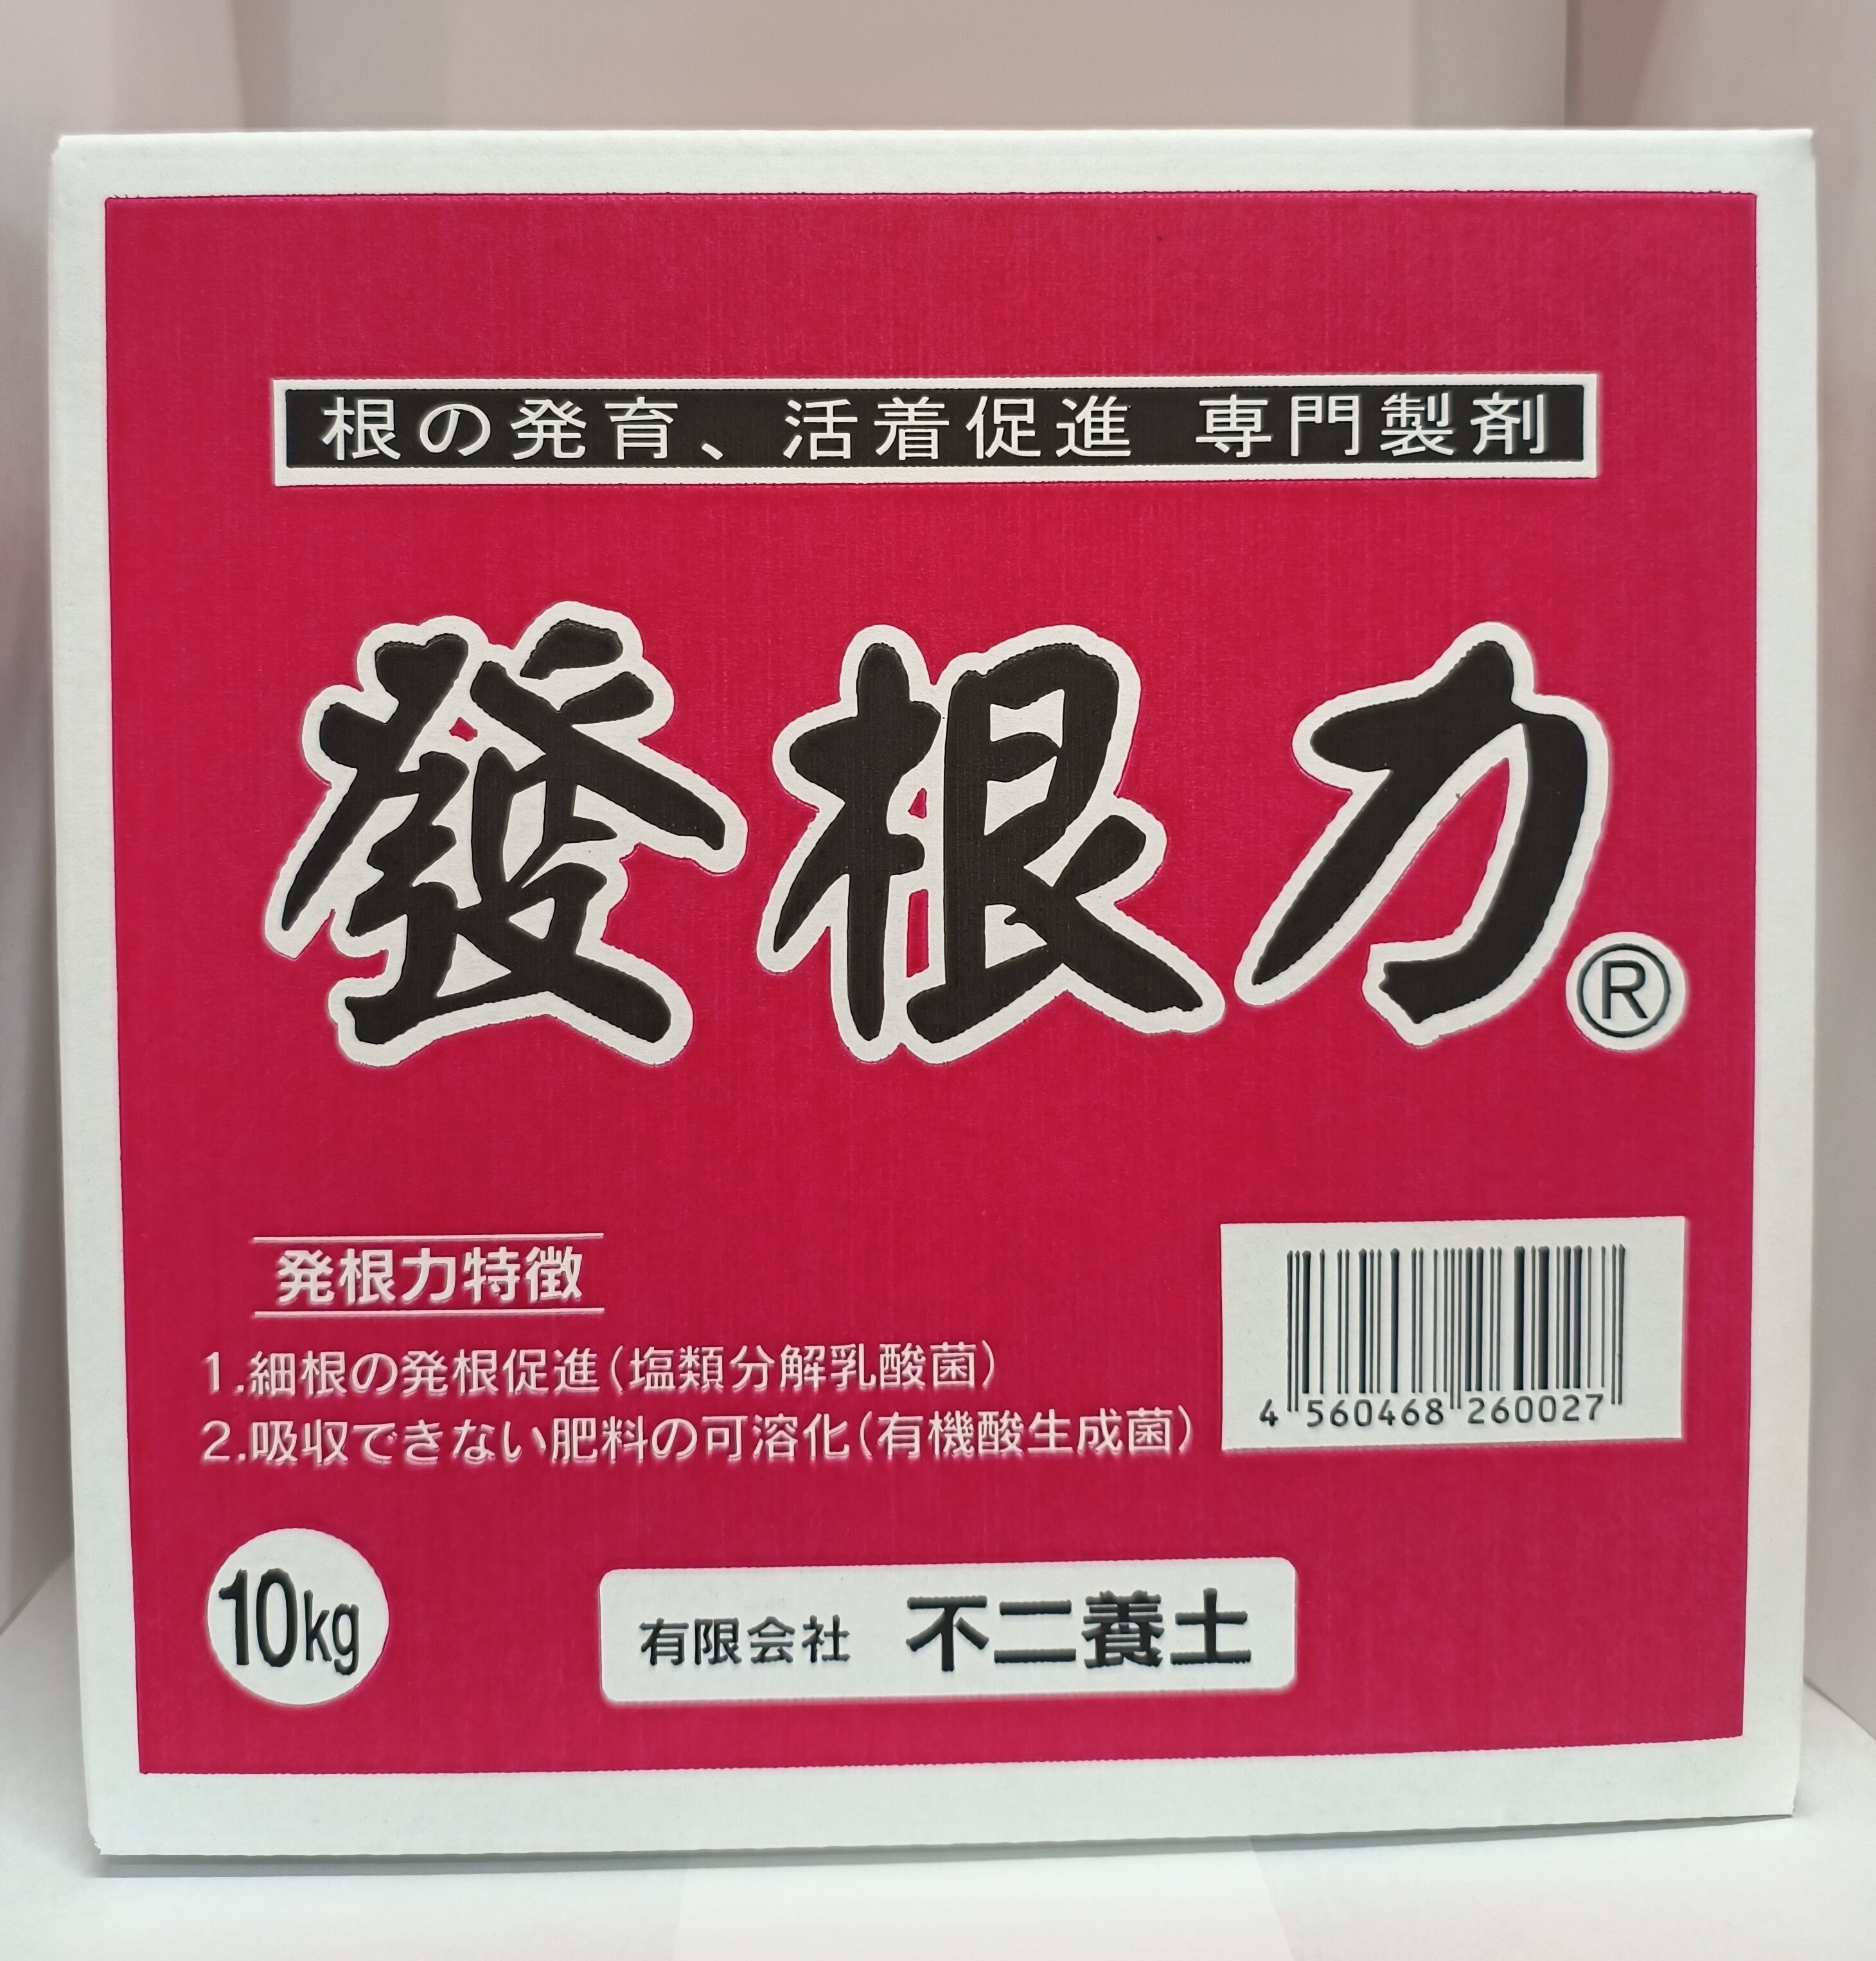 根の発育、活着促進 専門製剤
發根力®
発根力特徴
1.細根の発根促進(塩類分解乳酸菌)
2.吸収できない肥料の可溶化(有機酸生成菌)
4 560468 260027
10kg
有限会社 不二養土